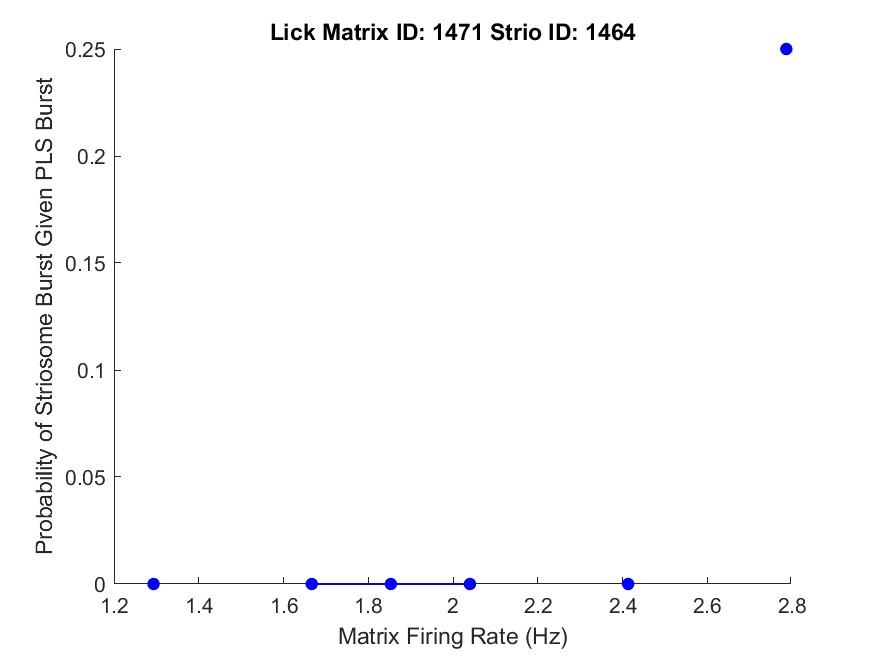 Lick Matrix ID: 1471 Strio ID: 1464
Probability of Striosome Burst Given PLS Burst
0.25
0.2
0.15
0.1
0.05
0
1.2 1.4 1.6 1.8 2 2.2 2.4 2.6 2.8
Matrix Firing Rate (Hz)